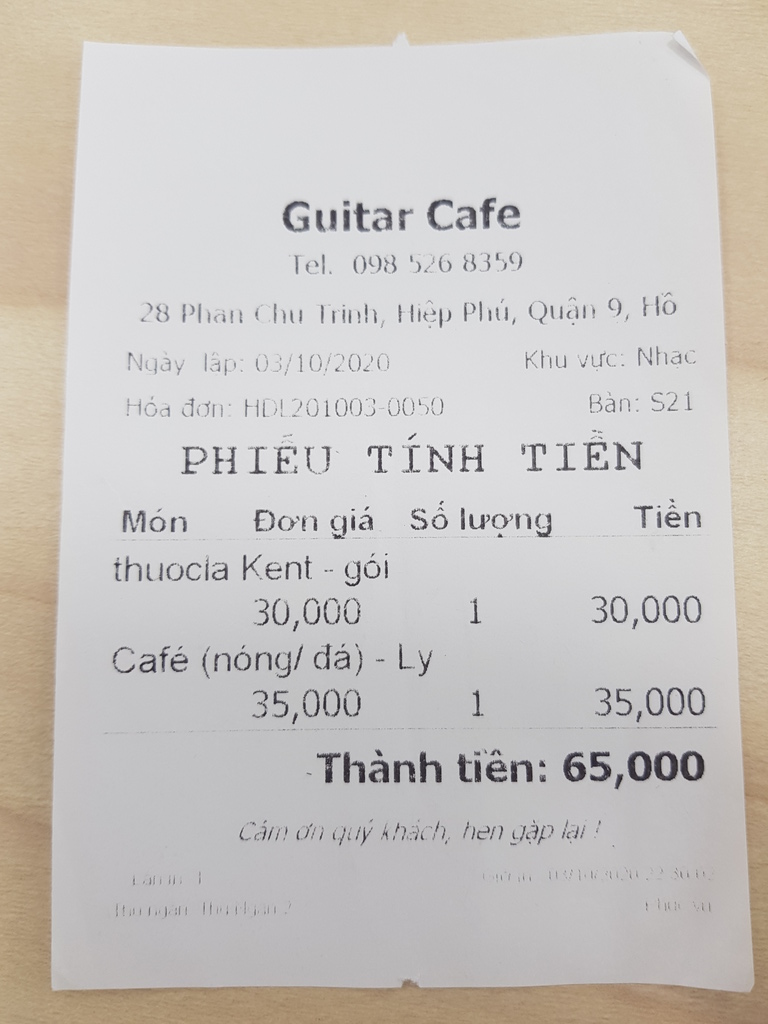 Guitar Cafe
Tel. 098 526 8359
28 Phan Chu Trinh, Hiệp Phú, Quận 9, Hồ
Ngày lập: 03/10/2020 Khu vực: Nhạc
Hóa đơn: HDL201003-0050 Bàn: S21
PHIẾU TÍNH TIỀN
Món Đơn giá Số lượng Tiền
thuocla Kent - gói
30,000 1 30,000
Café (nóng/ đá) - Ly
35,000 1 35,000
Thành tiền: 65,000
Cám ơn quý khách, hẹn gặp lại !
Lần in: 1 Giờ in: 03/10/2020
Thu ngân: Thu Ngân 2 Phục vụ